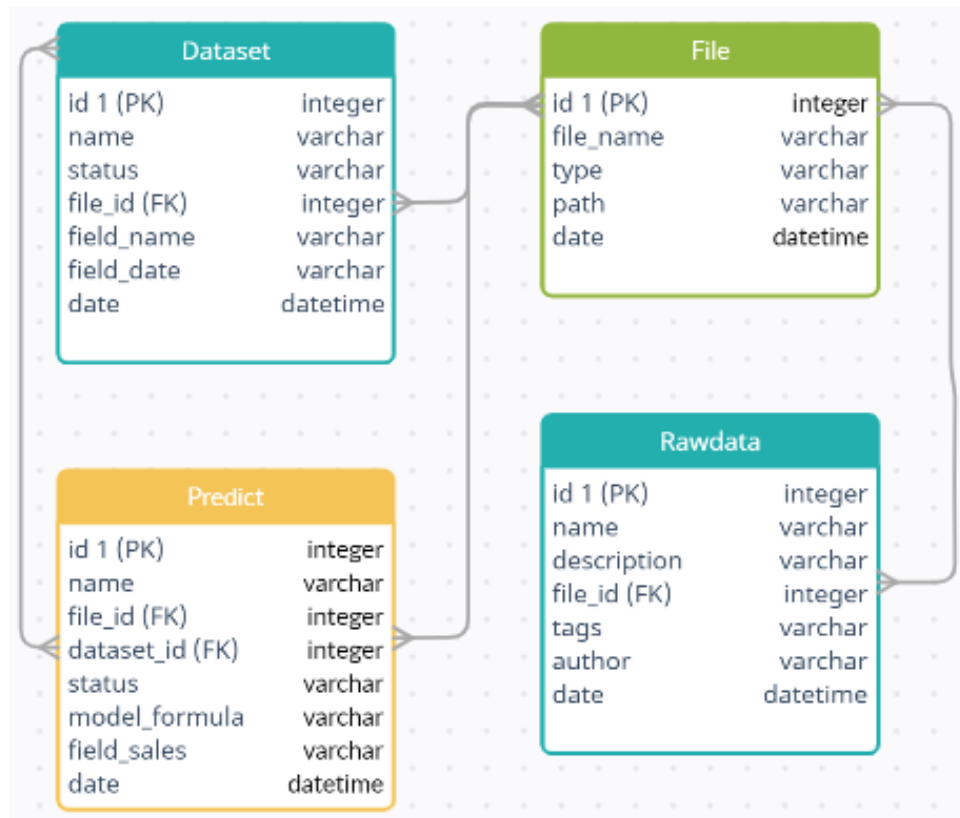 Dataset
id 1 (PK) integer
name varchar
status varchar
file_id (FK) integer
field_name varchar
field_date varchar
date datetime
File
id 1 (PK) integer
file_name varchar
type varchar
path varchar
date datetime
Predict
id 1 (PK) integer
name varchar
file_id (FK) integer
dataset_id (FK) integer
status varchar
model_formula varchar
field_sales varchar
date datetime
Rawdata
id 1 (PK) integer
name varchar
description varchar
file_id (FK) integer
tags varchar
author varchar
date datetime